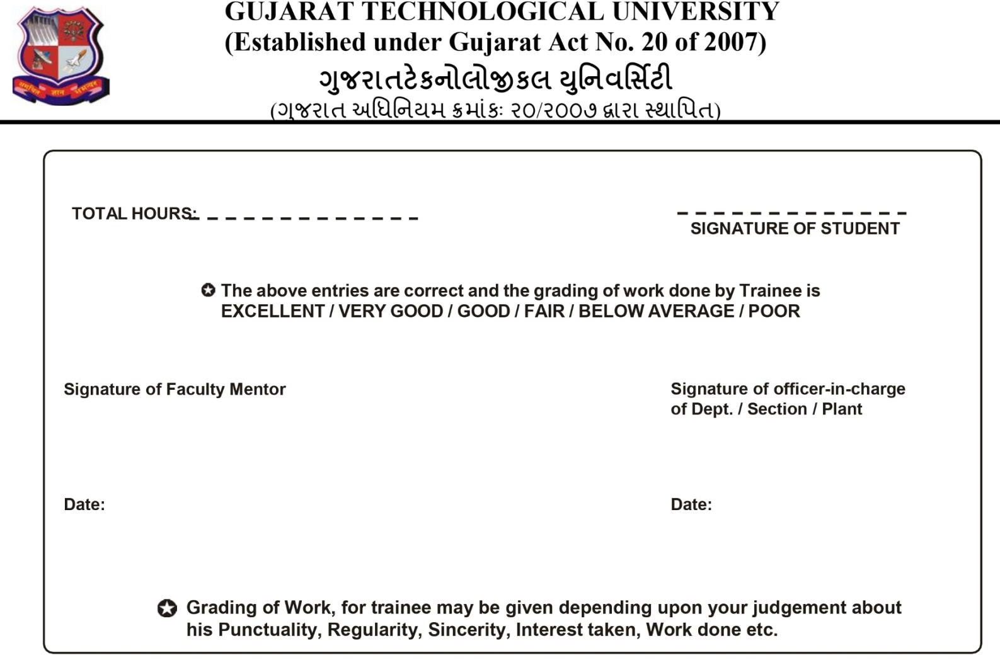 GUJARAT TECHNOLOGICAL UNIVERSITY
(Established under Gujarat Act No. 20 of 2007)
ગુજરાતટેકનોલોજીકલ યુનિવર્સિટી
(ગુજરાત અધિનિયમ ક્રમાંકઃ ૨૦/૨૦૦૭ દ્વારા સ્થાપિત)
ज्ञान
TOTAL HOURS:
SIGNATURE OF STUDENT
The above entries are correct and the grading of work done by Trainee is
EXCELLENT / VERY GOOD / GOOD / FAIR / BELOW AVERAGE / POOR
Signature of Faculty Mentor
Signature of officer-in-charge
of Dept. / Section / Plant
Date:
Date:
Grading of Work, for trainee may be given depending upon your judgement about
his Punctuality, Regularity, Sincerity, Interest taken, Work done etc.